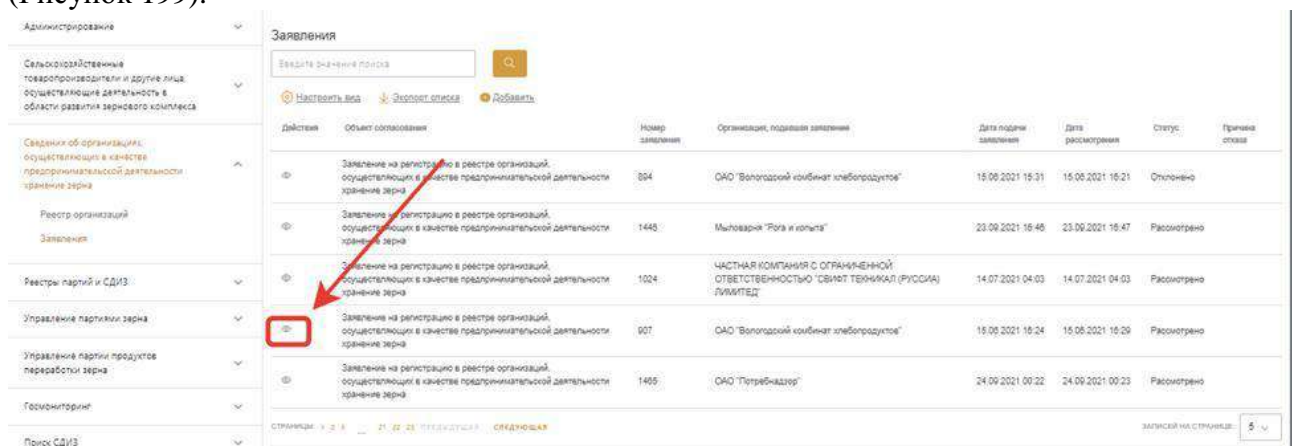 (Рисунок 199).
Администрирование
Сельскохозяйственные
товаропроизводители и другие лица,
осуществляющие деятельность в
области развития зернового комплекса
Сведения об организациях,
осуществляющих в качестве
предпринимательской деятельности
хранение зерна
Реестр организаций
Заявления
Реестры партий и СДИЗ
Управление партиями зерна
Управление партии продуктов
переработки зерна
Госмониторинг
Поиск СДИЗ
Заявления
Введите значение поиска
Настроить вид Экспорт списка Добавить
Действия Объект согласования Номер заявления Организация, подавшая заявление Дата подачи заявления Дата рассмотрения Статус Причина отказа
Заявление на регистрацию в реестре организаций,
осуществляющих в качестве предпринимательской деятельности
хранение зерна
894 ОАО "Вологодский комбинат хлебопродуктов" 15.06.2021 15:31 15.06.2021 16:21 Отклонено
Заявление на регистрацию в реестре организаций,
осуществляющих в качестве предпринимательской деятельности
хранение зерна
1446 Мыловарня "Рога и копыта" 23.09.2021 16:46 23.09.2021 16:47 Рассмотрено
Заявление на регистрацию в реестре организаций,
осуществляющих в качестве предпринимательской деятельности
хранение зерна
1024
ЧАСТНАЯ КОМПАНИЯ С ОГРАНИЧЕННОЙ
ОТВЕТСТВЕННОСТЬЮ "СВИФТ ТЕХНИКАЛ (РУССИА)
ЛИМИТЕД"
14.07.2021 04:03 14.07.2021 04:03 Рассмотрено
Заявление на регистрацию в реестре организаций,
осуществляющих в качестве предпринимательской деятельности
хранение зерна
907 ОАО "Вологодский комбинат хлебопродуктов" 15.06.2021 16:24 15.06.2021 16:29 Рассмотрено
Заявление на регистрацию в реестре организаций,
осуществляющих в качестве предпринимательской деятельности
хранение зерна
1465 ОАО "Потребнадзор" 24.09.2021 00:22 24.09.2021 00:23 Рассмотрено
СТРАНИЦЫ: 1 2 3 ... 21 22 23 ПРЕДЫДУЩАЯ СЛЕДУЮЩАЯ
ЗАПИСЕЙ НА СТРАНИЦЕ: 5